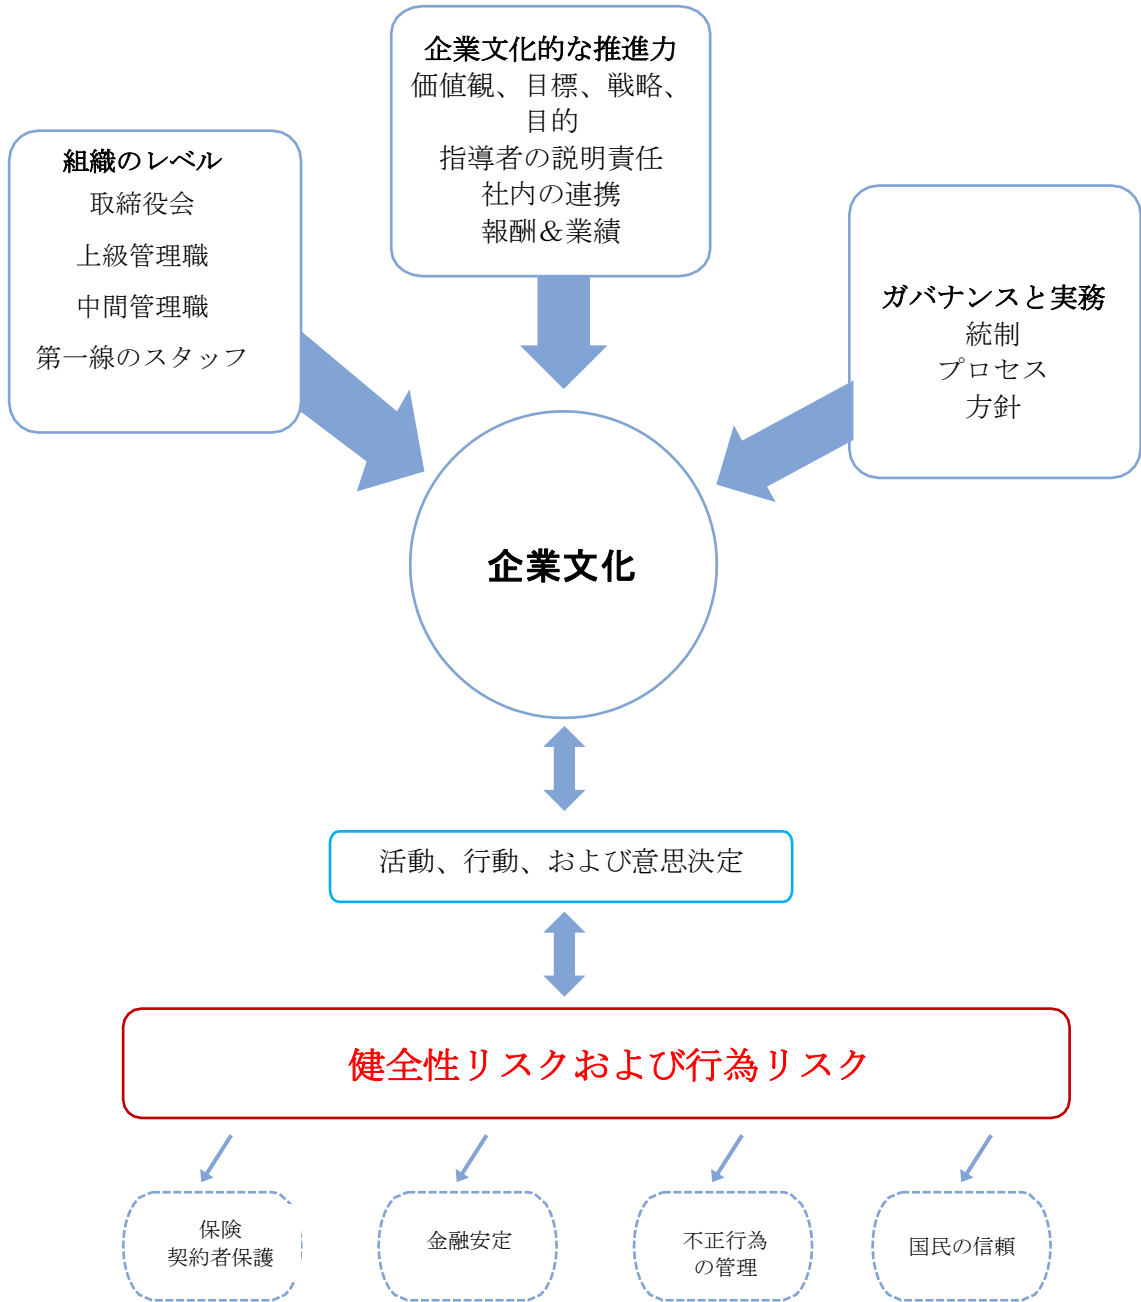 企業文化的な推進力
価値観、目標、戦略、
目的
指導者の説明責任
社内の連携
報酬＆業績
組織のレベル
取締役会
上級管理職
中間管理職
第一線のスタッフ
ガバナンスと実務
統制
プロセス
方針
企業文化
活動、行動、および意思決定
健全性リスクおよび行為リスク
保険
契約者保護
金融安定
不正行為
の管理
国民の信頼